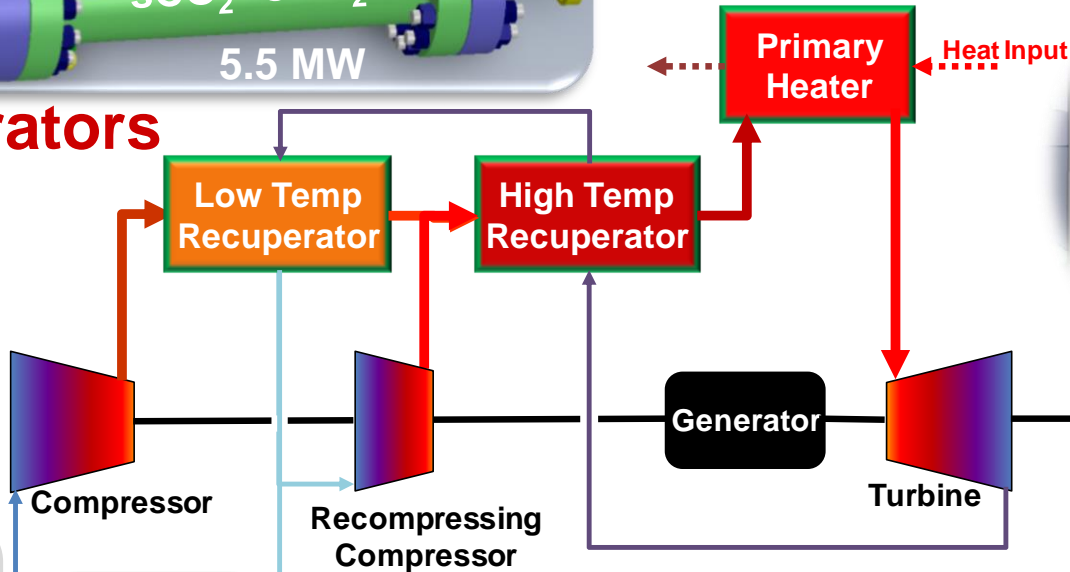 5.5 MW
rators
Primary
Heater
Heat Input
Low Temp
Recuperator
High Temp
Recuperator
Generator
Compressor
Recompressing
Compressor
Turbine